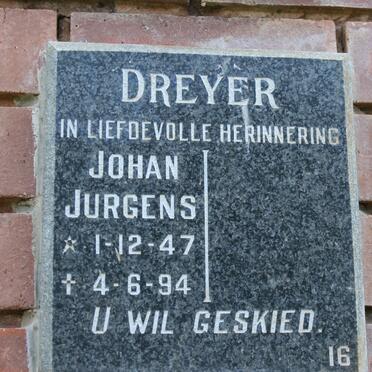 DREYER
IN LIEFDEVOLLE HERINNERING
JOHAN
JURGENS
☆ 1-12-47
✝ 4-6-94
U WIL GESKIED.
16